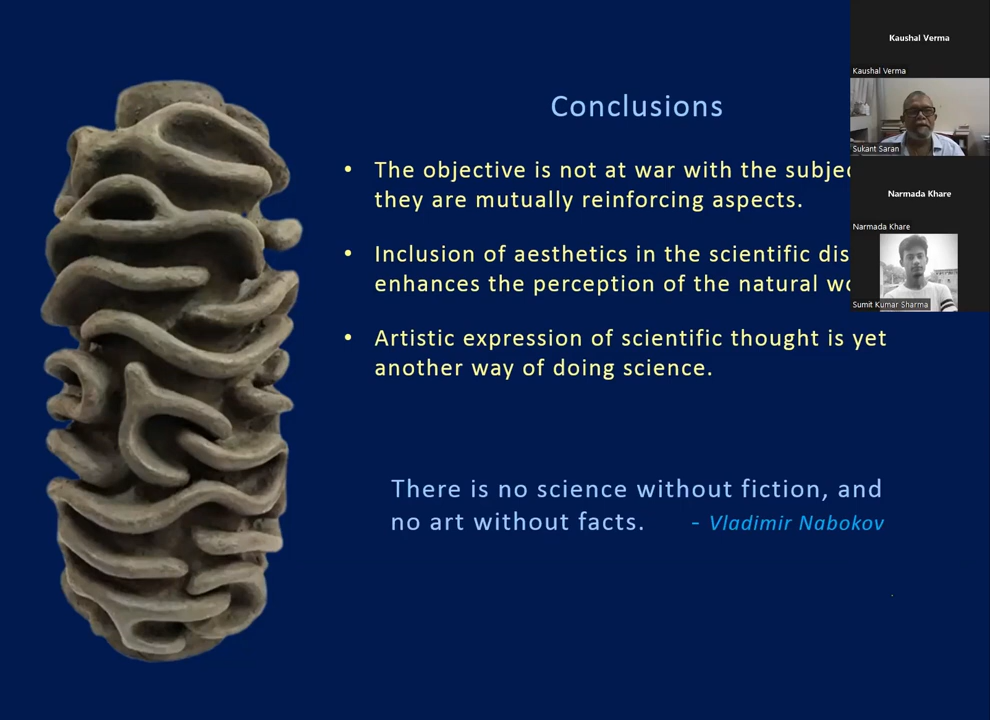 Conclusions
• The objective is not at war with the
they are mutually reinforcing aspects.
• Inclusion of aesthetics in the scientific
enhances the perception of the natural
• Artistic expression of scientific thought is yet
another way of doing science.
There is no science without fiction, and
no art without facts. - Vladimir Nabokov
Kaushal Verma
Kaushal Verma
Sukant Saran
Narmada Khare
Narmada Khare
Sumit Kumar Sharma